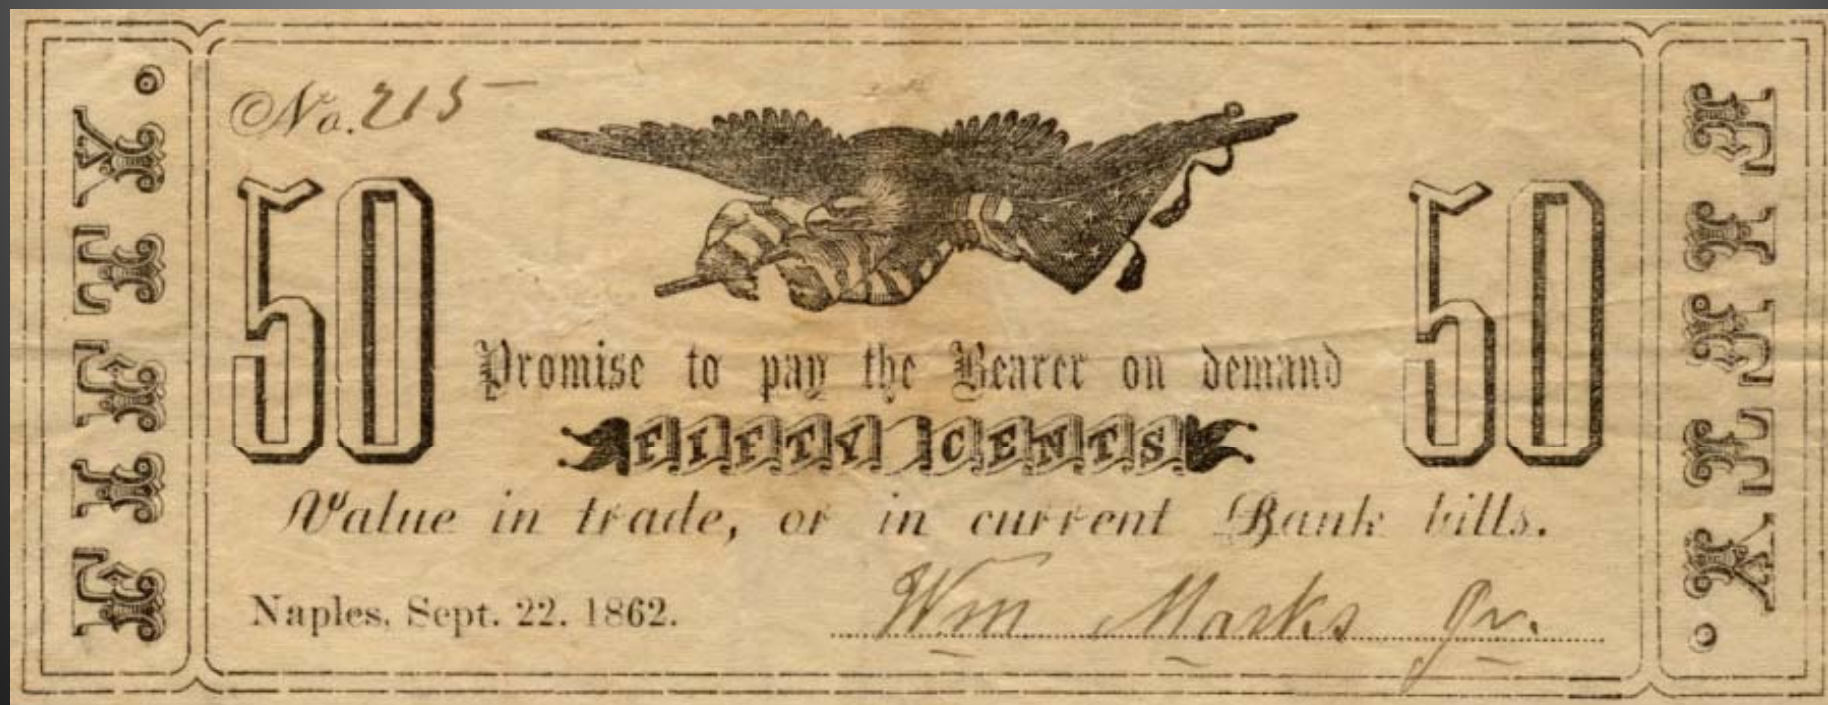 FIFTY.
No. 215
50
50
Promise to pay the Bearer on demand
FIFTY CENTS
Value in trade, or in current Bank bills.
Naples, Sept. 22. 1862.
Wm Marks Jr.
FIFTY.